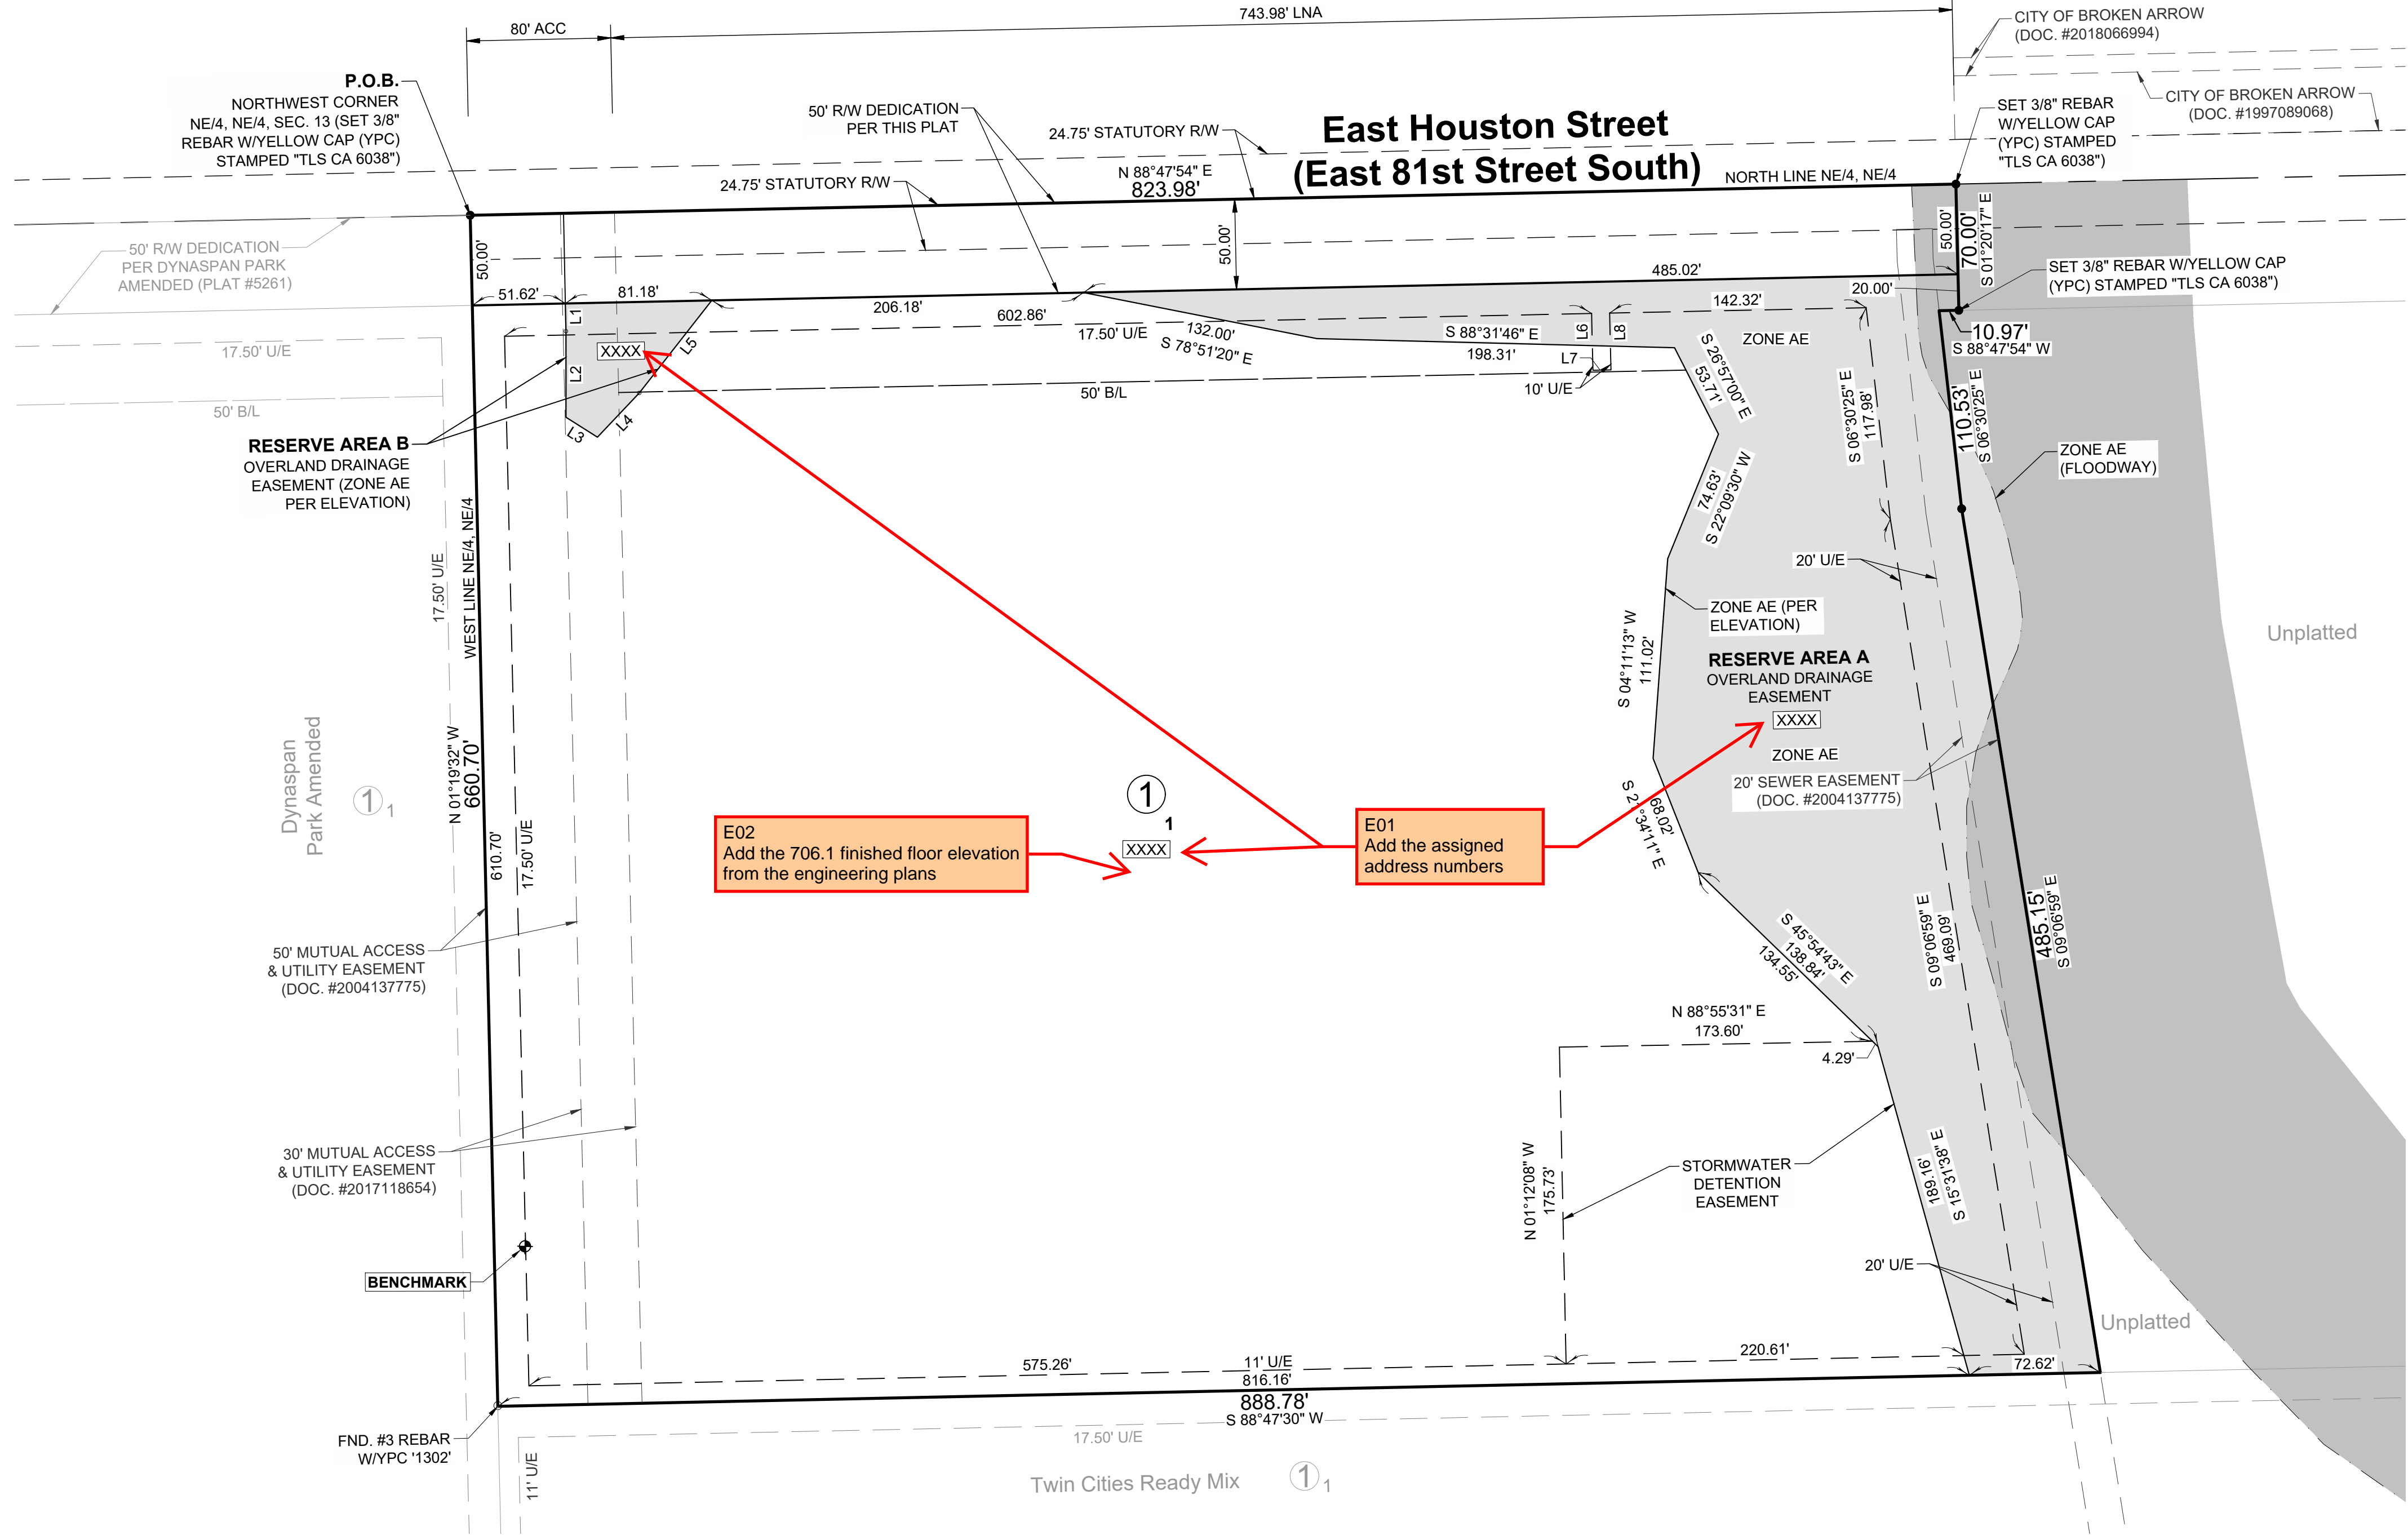 743.98' LNA
80' ACC
CITY OF BROKEN ARROW
(DOC. #2018066994)
P.O.B.
NORTHWEST CORNER
NE/4, NE/4, SEC. 13 (SET 3/8"
REBAR W/YELLOW CAP (YPC)
STAMPED "TLS CA 6038")
50' R/W DEDICATION
PER THIS PLAT
24.75' STATUTORY R/W
East Houston Street
(East 81st Street South)
SET 3/8" REBAR
W/YELLOW CAP
(YPC) STAMPED
"TLS CA 6038")
CITY OF BROKEN ARROW
(DOC. #1997089068)
24.75' STATUTORY R/W
N 88°47'54" E
823.98'
NORTH LINE NE/4, NE/4
50' R/W DEDICATION
PER DYNASPAN PARK
AMENDED (PLAT #5261)
50.00'
50.00'
50.00'
70.00'
S 01°20'17" E
SET 3/8" REBAR W/YELLOW CAP
(YPC) STAMPED "TLS CA 6038")
51.62'
81.18'
206.18'
602.86'
485.02'
20.00'
142.32'
17.50' U/E
17.50' U/E
L1
L2
L3
L4
L5
L6
L7
L8
XXXX
132.00'
S 78°51'20" E
S 88°31'46" E
198.31'
ZONE AE
10.97'
S 88°47'54" W
10' U/E
50' B/L
50' B/L
S 26°57'00" E
53.71'
S 06°30'25" E
117.98'
110.53'
S 06°30'25" E
RESERVE AREA B
OVERLAND DRAINAGE
EASEMENT (ZONE AE
PER ELEVATION)
ZONE AE
(FLOODWAY)
74.63'
S 22°09'30" W
WEST LINE NE/4, NE/4
17.50' U/E
20' U/E
ZONE AE (PER
ELEVATION)
Unplatted
S 04°11'13" W
111.02'
RESERVE AREA A
OVERLAND DRAINAGE
EASEMENT
XXXX
ZONE AE
20' SEWER EASEMENT
(DOC. #2004137775)
Dynaspan
Park Amended
1
1
N 01°19'32" W
660.70'
610.70'
17.50' U/E
1
1
XXXX
E02
Add the 706.1 finished floor elevation
from the engineering plans
E01
Add the assigned
address numbers
68.02'
S 09°06'59" E
469.09'
485.15'
S 09°06'59" E
S 45°54'43" E
138.84'
134.55'
50' MUTUAL ACCESS
& UTILITY EASEMENT
(DOC. #2004137775)
N 88°55'31" E
173.60'
4.29'
30' MUTUAL ACCESS
& UTILITY EASEMENT
(DOC. #2017118654)
N 01°12'08" W
175.73'
STORMWATER
DETENTION
EASEMENT
189.16'
S 15°31'38" E
BENCHMARK
20' U/E
Unplatted
575.26'
11' U/E
220.61'
72.62'
816.16'
888.78'
S 88°47'30" W
FND. #3 REBAR
W/YPC '1302'
11' U/E
17.50' U/E
Twin Cities Ready Mix
1
1